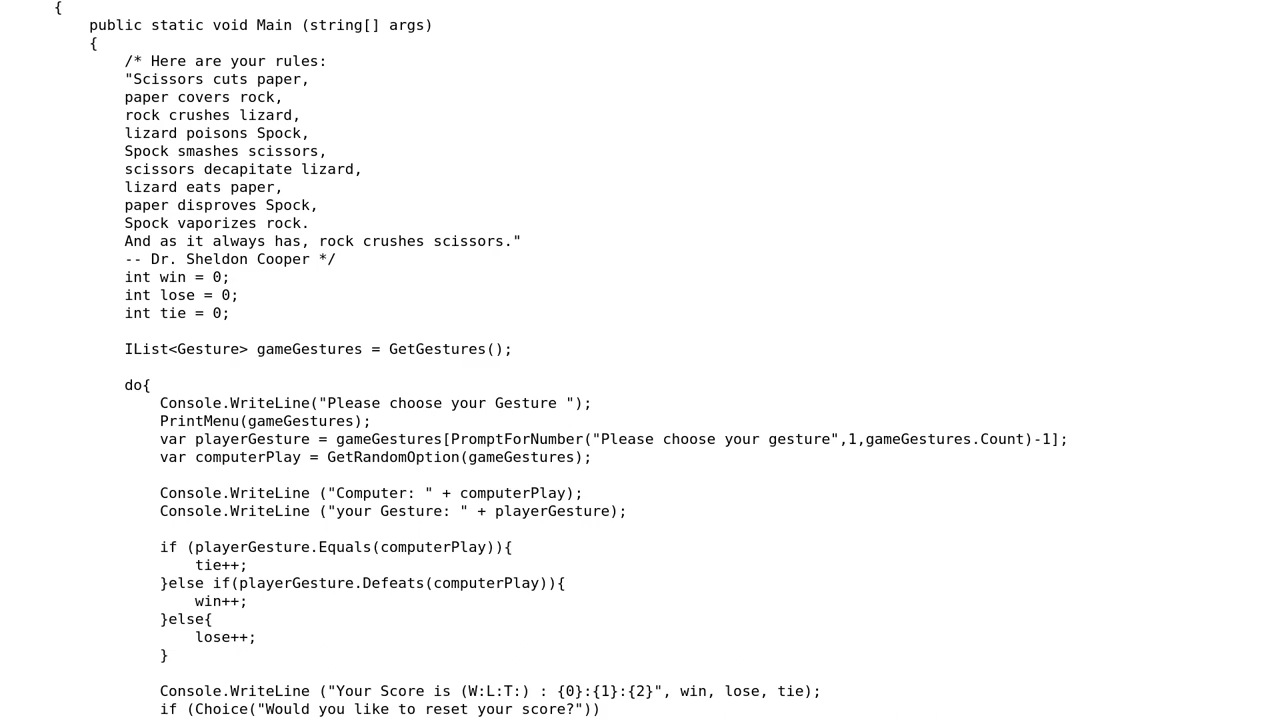 {
public static void Main (string[] args)
{
/* Here are your rules:
"Scissors cuts paper,
paper covers rock,
rock crushes lizard,
lizard poisons Spock,
Spock smashes scissors,
scissors decapitate lizard,
lizard eats paper,
paper disproves Spock,
Spock vaporizes rock.
And as it always has, rock crushes scissors."
-- Dr. Sheldon Cooper */
int win = 0;
int lose = 0;
int tie = 0;
IList<Gesture> gameGestures = GetGestures();
do{
Console.WriteLine("Please choose your Gesture ");
PrintMenu(gameGestures);
var playerGesture = gameGestures[PromptForNumber("Please choose your gesture",1,gameGestures.Count)-1];
var computerPlay = GetRandomOption(gameGestures);
Console.WriteLine ("Computer: " + computerPlay);
Console.WriteLine ("your Gesture: " + playerGesture);
if (playerGesture.Equals(computerPlay)){
tie++;
}else if(playerGesture.Defeats(computerPlay)){
win++;
}else{
lose++;
}
Console.WriteLine ("Your Score is (W:L:T:) : {0}:{1}:{2}", win, lose, tie);
if (Choice("Would you like to reset your score?"))